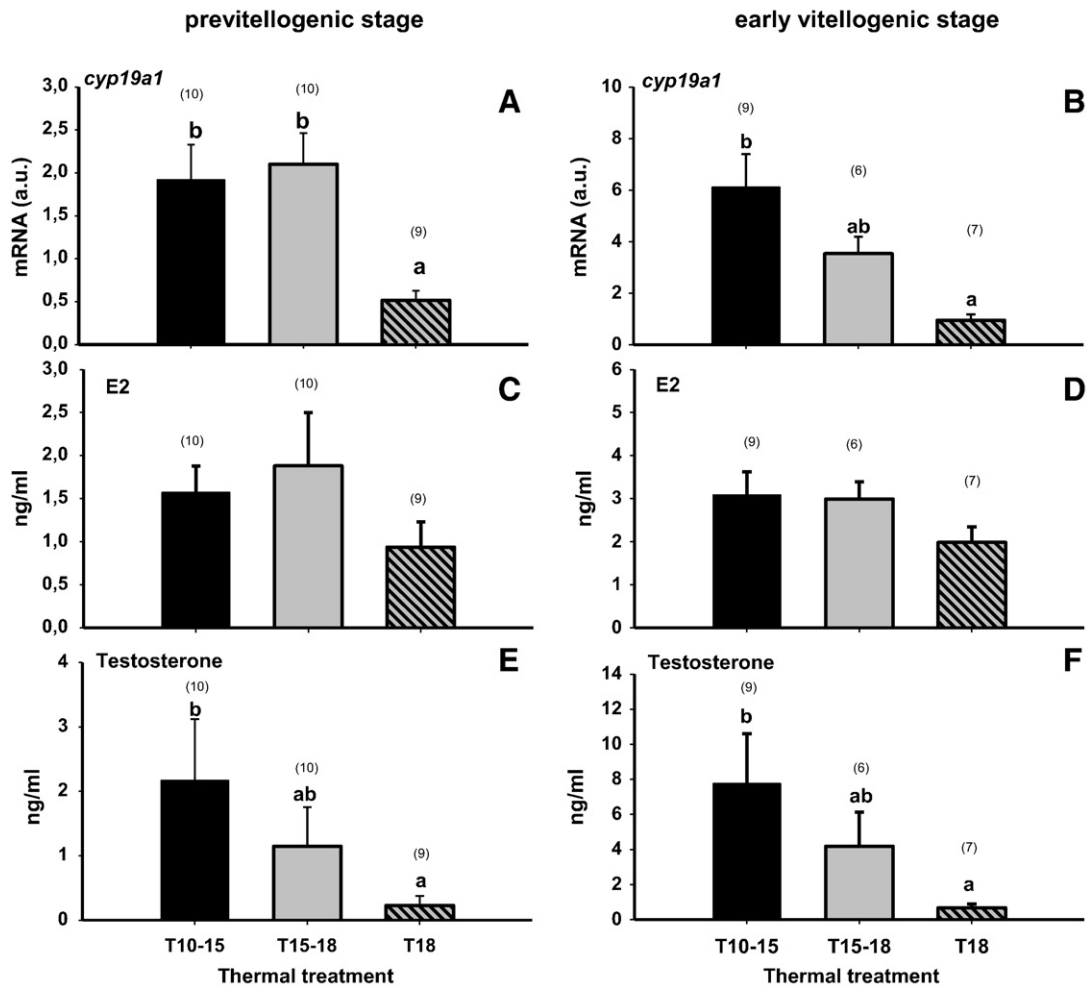 previtellogenic stage
early vitellogenic stage
cyp19a1
A
3,0
2,5
2,0
1,5
1,0
0,5
0,0
mRNA (a.u.)
(10)
b
(10)
b
(9)
a
cyp19a1
B
10
8
6
4
2
0
mRNA (a.u.)
(9)
b
(6)
ab
(7)
a
E2
C
3,0
2,5
2,0
1,5
1,0
0,5
0,0
ng/ml
(10)
(10)
(9)
E2
D
6
5
4
3
2
1
0
ng/ml
(9)
(6)
(7)
Testosterone
E
4
3
2
1
0
ng/ml
(10)
b
(10)
ab
(9)
a
T10-15 T15-18 T18
Thermal treatment
Testosterone
F
14
12
10
8
6
4
2
0
ng/ml
(9)
b
(6)
ab
(7)
a
T10-15 T15-18 T18
Thermal treatment